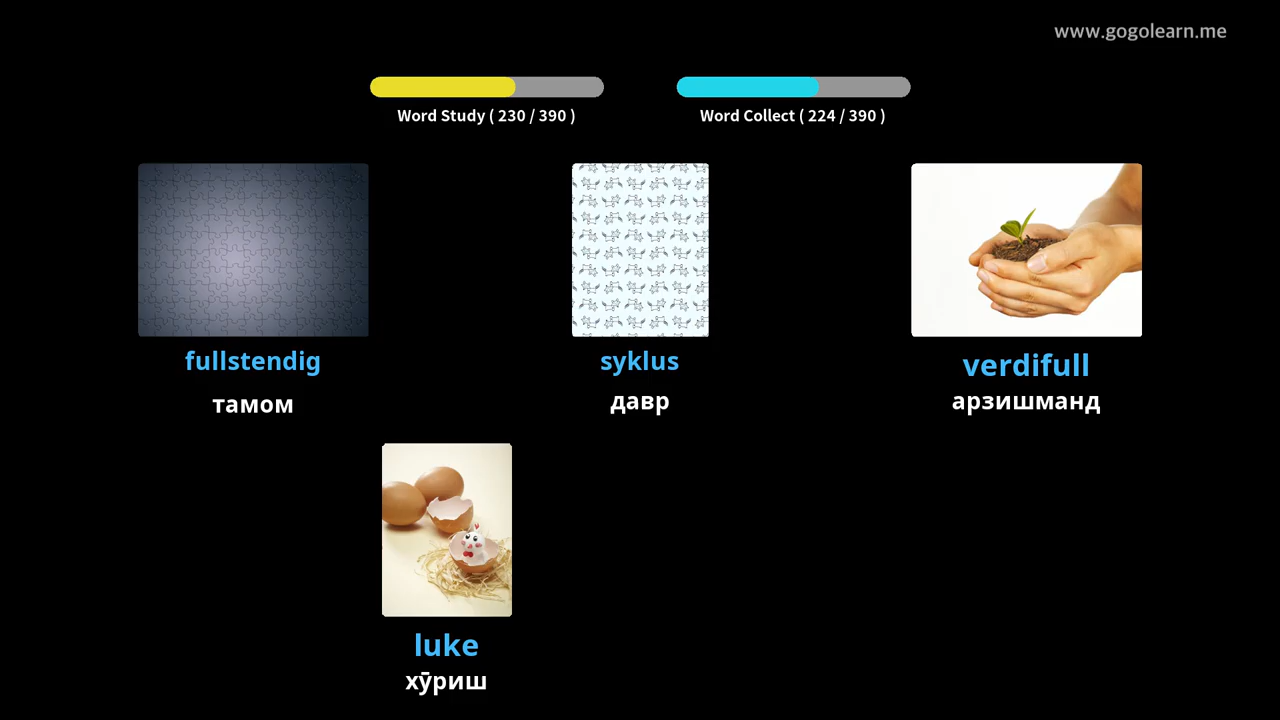 www.gogolearn.me
Word Study ( 230 / 390 )
Word Collect ( 224 / 390 )
fullstendig
тамом
syklus
давр
verdifull
арзишманд
luke
хӯриш